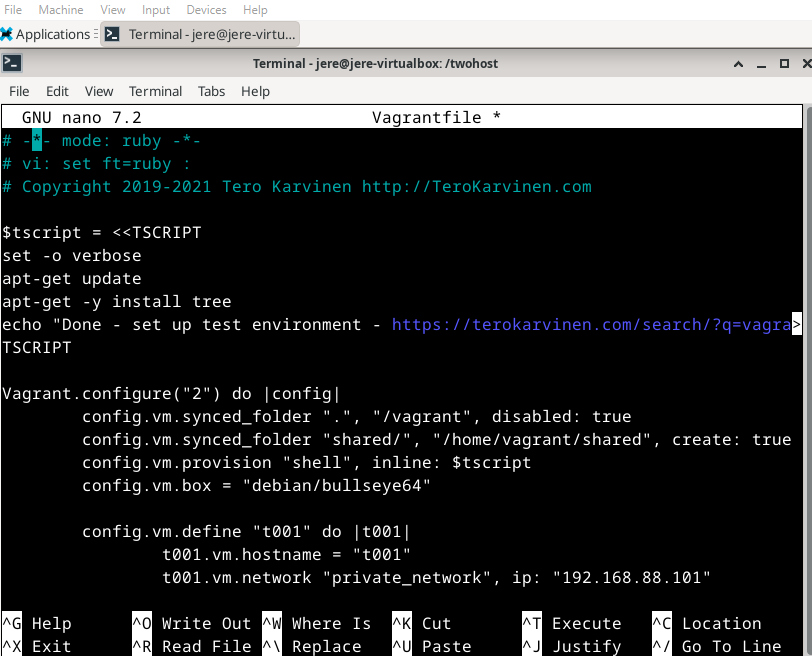 File Machine View Input Devices Help
Applications Terminal - jere@jere-virtu...
Terminal - jere@jere-virtualbox: /twohost
File Edit View Terminal Tabs Help
GNU nano 7.2 Vagrantfile *
# -*- mode: ruby -*-
# vi: set ft=ruby :
# Copyright 2019-2021 Tero Karvinen http://TeroKarvinen.com
$tscript = <<TSCRIPT
set -o verbose
apt-get update
apt-get -y install tree
echo "Done - set up test environment - https://terokarvinen.com/search/?q=vagra>
TSCRIPT
Vagrant.configure("2") do |config|
config.vm.synced_folder ".", "/vagrant", disabled: true
config.vm.synced_folder "shared/", "/home/vagrant/shared", create: true
config.vm.provision "shell", inline: $tscript
config.vm.box = "debian/bullseye64"
config.vm.define "t001" do |t001|
t001.vm.hostname = "t001"
t001.vm.network "private_network", ip: "192.168.88.101"
^G Help ^O Write Out ^W Where Is ^K Cut ^T Execute ^C Location
^X Exit ^R Read File ^\ Replace ^U Paste ^J Justify ^/ Go To Line